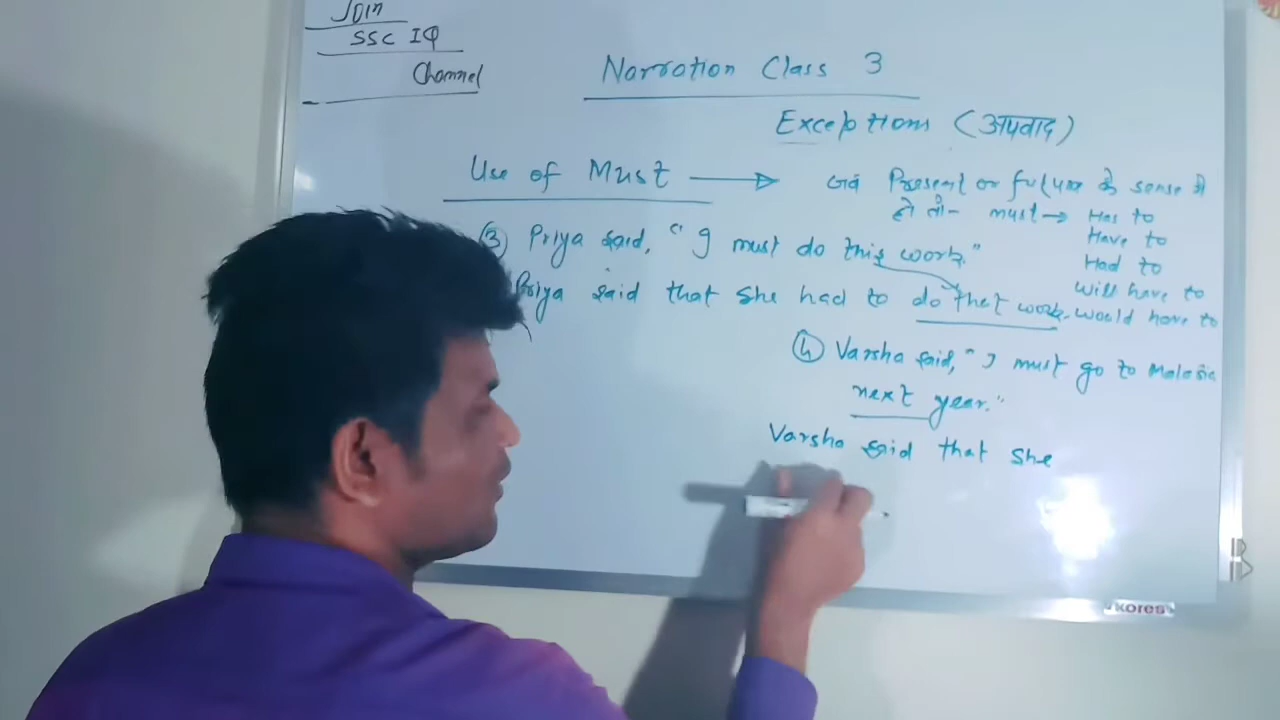 Join
SSC IQ
Channel
Narration Class 3
Exceptions (अपवाद)
Use of Must → जब Present or future के sense में
हो तो- must → Has to
Have to
Had to
Will have to
would have to
(3) Priya said, "I must do this work."
Priya said that she had to do that work.
(4) Varsha said, "I must go to Malasia
next year."
Varsha said that she
kores